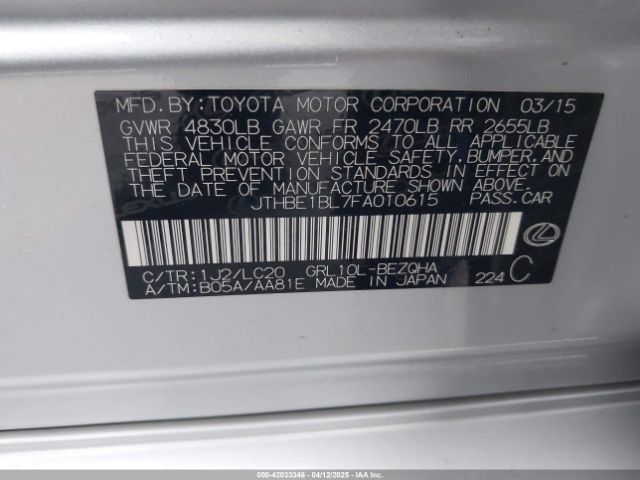 MFD.BY:TOYOTA MOTOR CORPORATION 03/15
GVWR 4830LB GAWR FR 2470LB RR 2655LB
THIS VEHICLE CONFORMS TO ALL APPLICABLE
FEDERAL MOTOR VEHICLE SAFETY,BUMPER,AND
THEFT PREVENTION STANDARDS IN EFFECT ON
THE DATE OF MANUFACTURE SHOWN ABOVE.
JTHBE1BL7FA010615 PASS.CAR
C/TR:1J2/LC20 GRL10L-BEZQHA
A/TM:B05A/AA81E MADE IN JAPAN 224 C
000-42033346 - 04/12/2025 - IAAI.COM